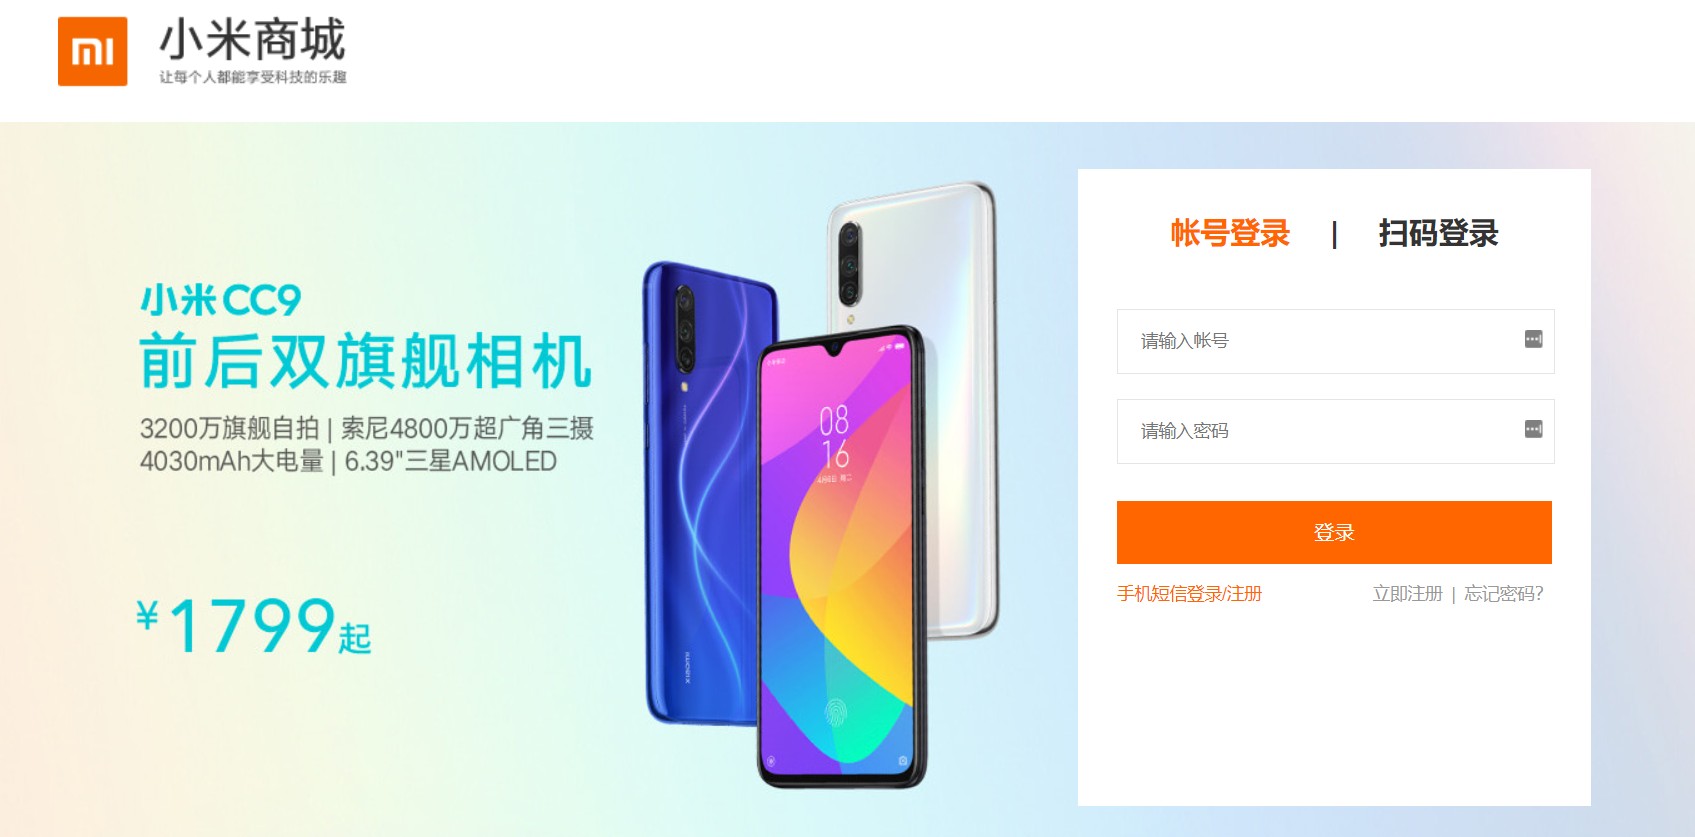 小米商城
让每个人都能享受科技的乐趣
小米CC9
前后双旗舰相机
3200万旗舰自拍 | 索尼4800万超广角三摄
4030mAh大电量 | 6.39"三星AMOLED
¥1799起
08
16
XIAOMI
帐号登录 | 扫码登录
请输入帐号
请输入密码
登录
手机短信登录/注册
立即注册 | 忘记密码?